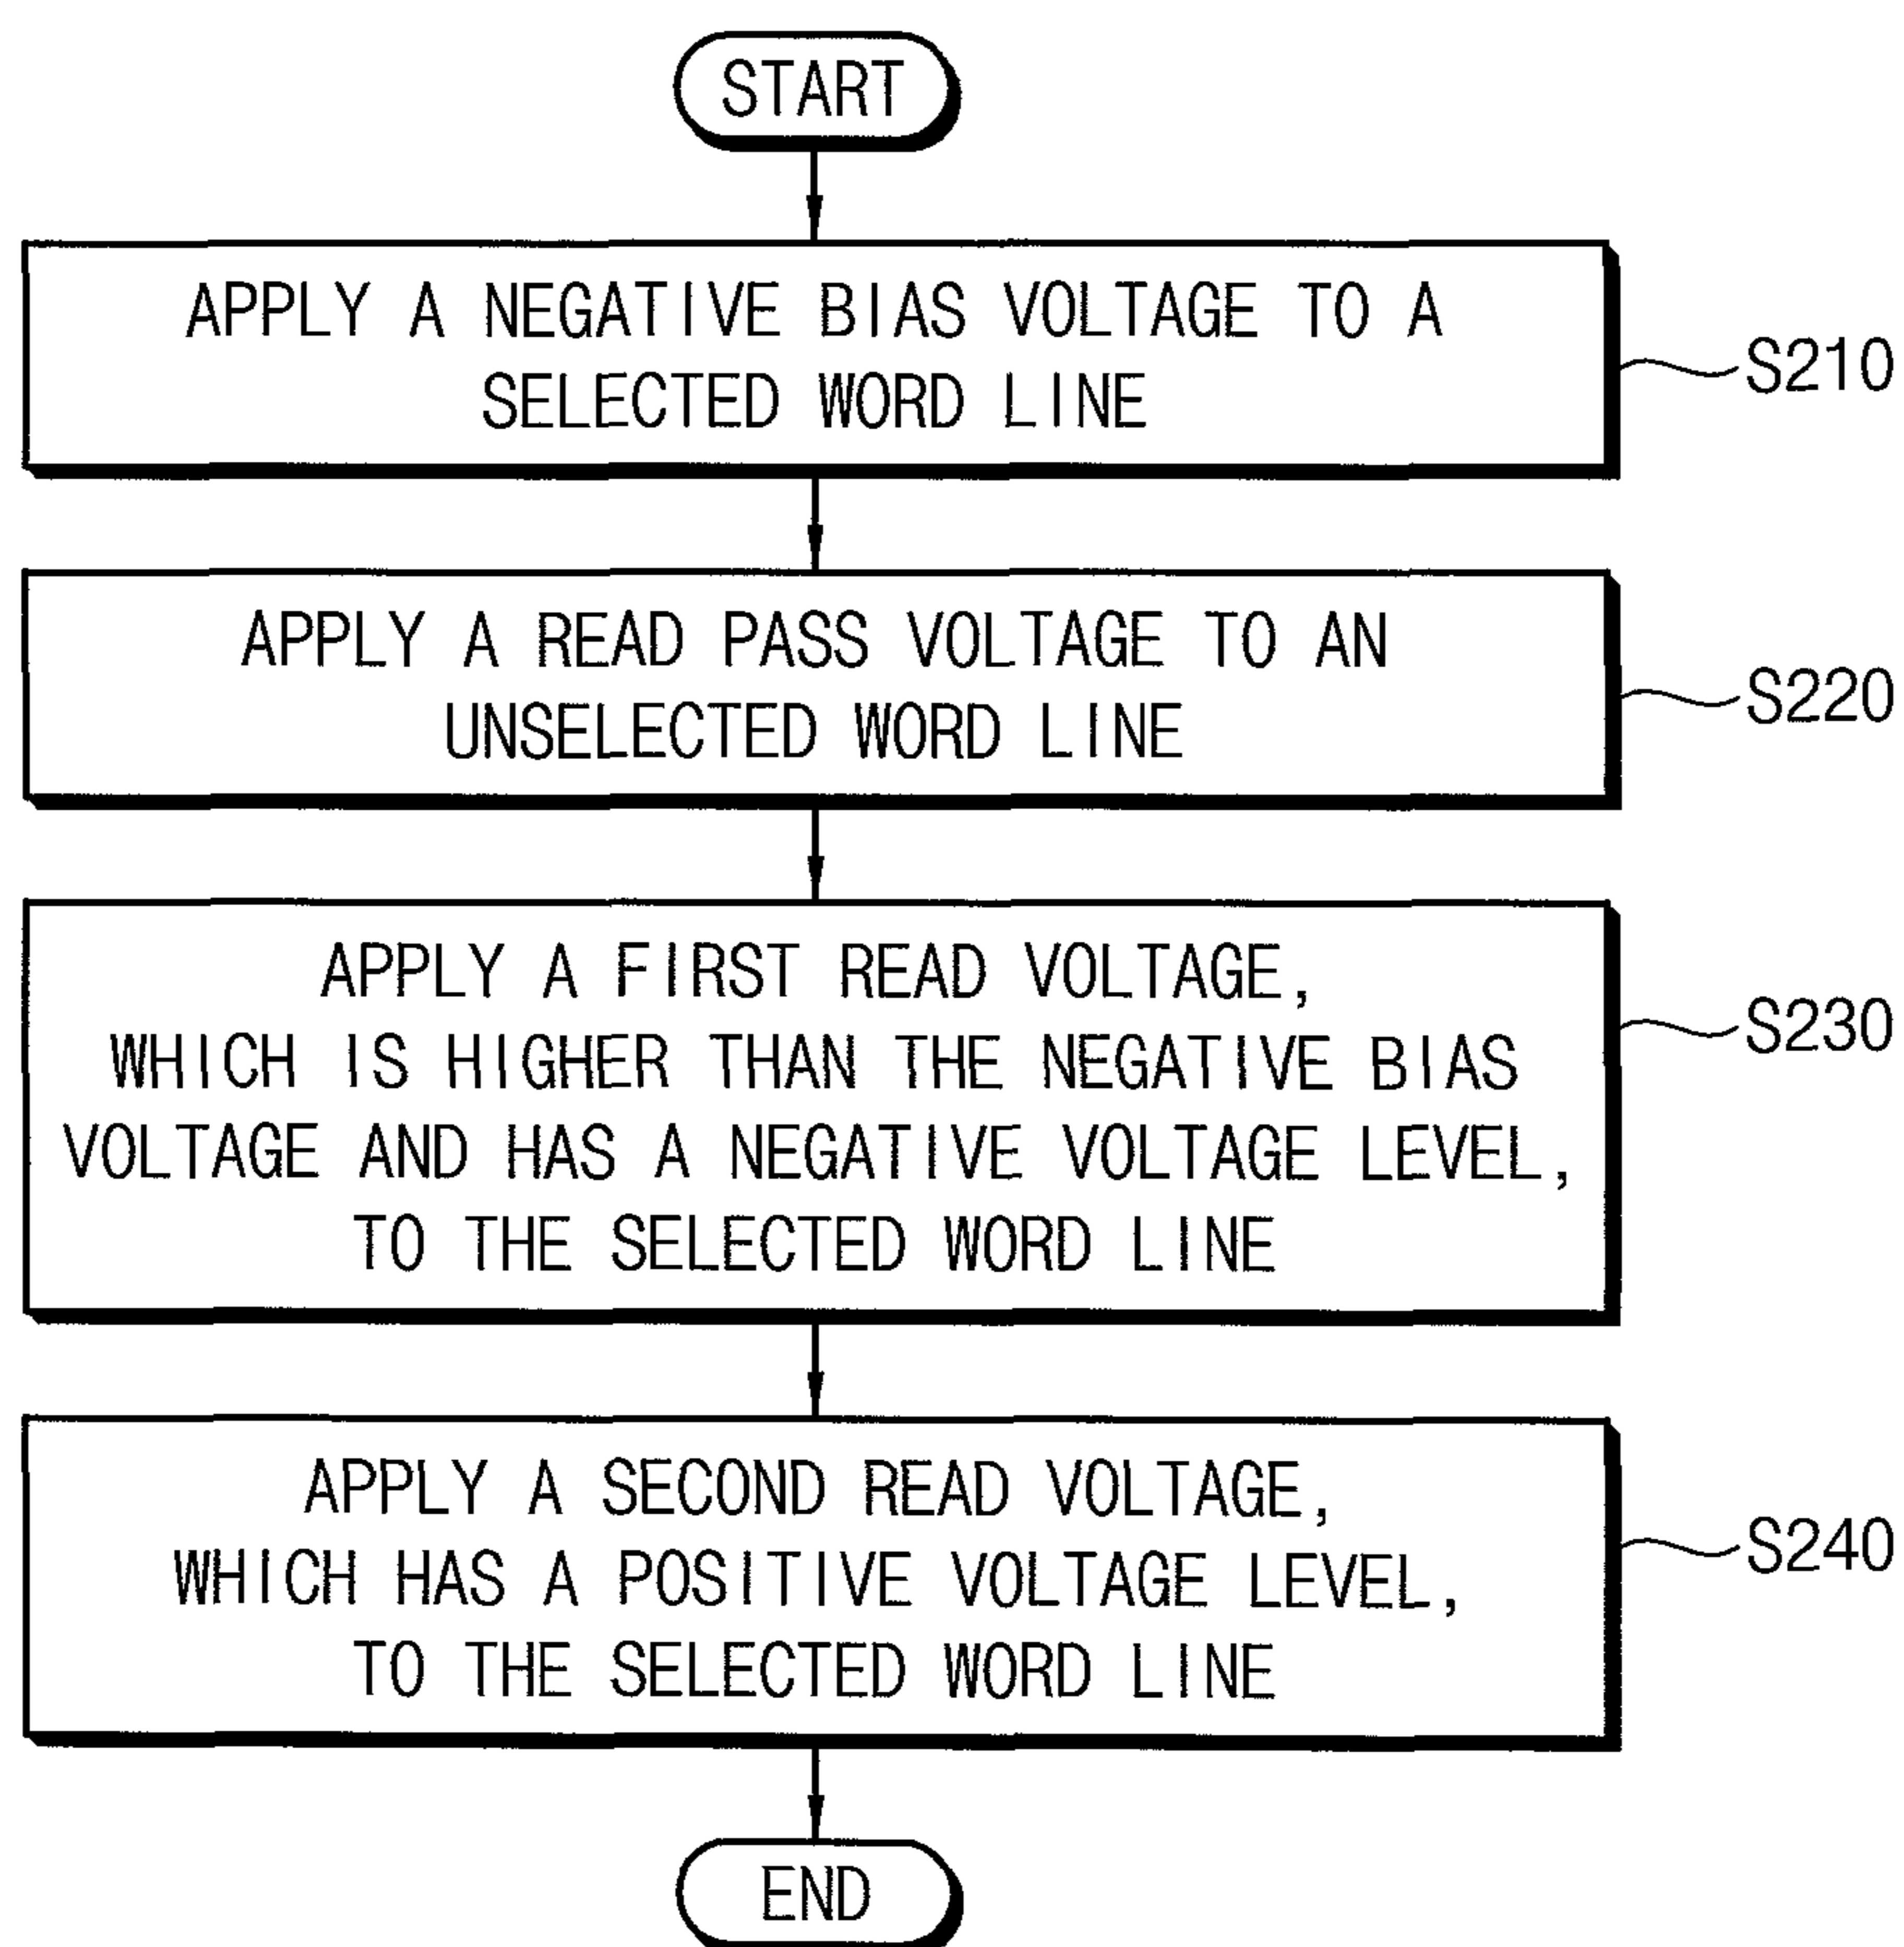 START
APPLY A NEGATIVE BIAS VOLTAGE TO A
SELECTED WORD LINE
S210
APPLY A READ PASS VOLTAGE TO AN
UNSELECTED WORD LINE
S220
APPLY A FIRST READ VOLTAGE,
WHICH IS HIGHER THAN THE NEGATIVE BIAS
VOLTAGE AND HAS A NEGATIVE VOLTAGE LEVEL,
TO THE SELECTED WORD LINE
S230
APPLY A SECOND READ VOLTAGE,
WHICH HAS A POSITIVE VOLTAGE LEVEL,
TO THE SELECTED WORD LINE
S240
END